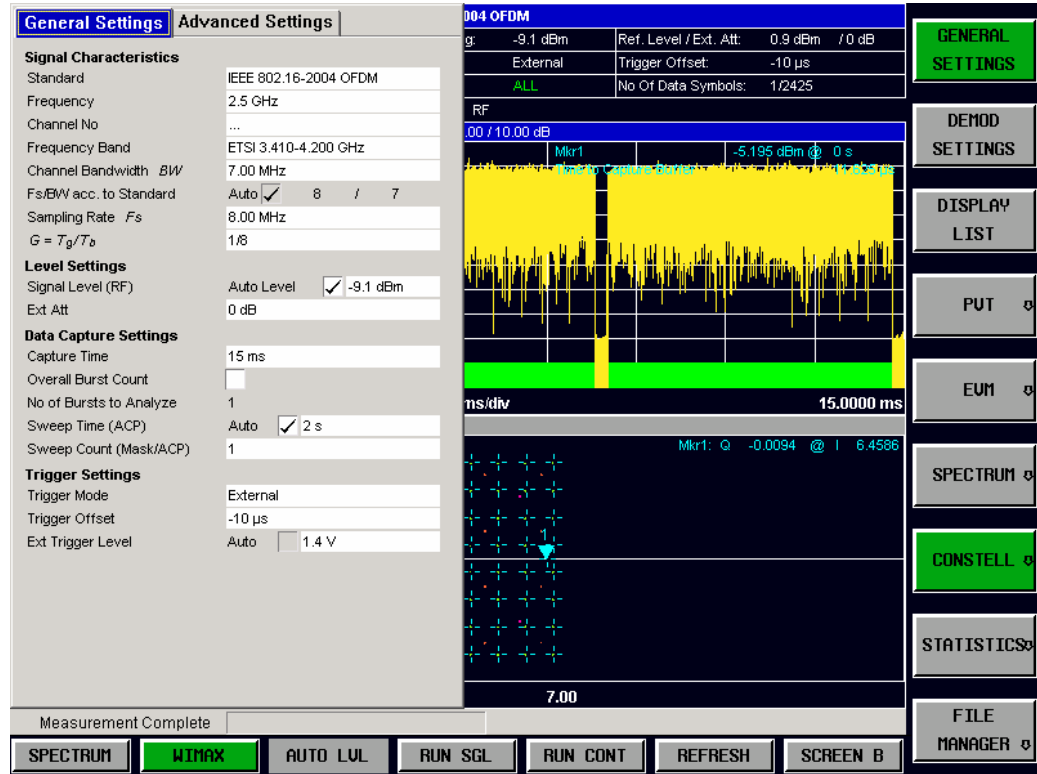 General Settings Advanced Settings
Signal Characteristics
Standard IEEE 802.16-2004 OFDM
Frequency 2.5 GHz
Channel No ...
Frequency Band ETSI 3.410-4.200 GHz
Channel Bandwidth BW 7.00 MHz
Fs/BW acc. to Standard Auto 8 / 7
Sampling Rate Fs 8.00 MHz
G = Tg/Tb 1/8
Level Settings
Signal Level (RF) Auto Level -9.1 dBm
Ext Att 0 dB
Data Capture Settings
Capture Time 15 ms
Overall Burst Count
No of Bursts to Analyze 1
Sweep Time (ACP) Auto 2 s
Sweep Count (Mask/ACP) 1
Trigger Settings
Trigger Mode External
Trigger Offset -10 µs
Ext Trigger Level Auto 1.4 V
004 OFDM
g: -9.1 dBm Ref. Level / Ext. Att: 0.9 dBm / 0 dB
External Trigger Offset: -10 µs
ALL No Of Data Symbols: 1/2425
RF
.00 / 10.00 dB
Mkr1 -5.195 dBm @ 0 s
Time to Capture Buffer 11.625 µs
ms/div 15.0000 ms
Mkr1: Q -0.0094 @ I 6.4586
1
7.00
Measurement Complete
GENERAL
SETTINGS
DEMOD
SETTINGS
DISPLAY
LIST
PVT
EVM
SPECTRUM
CONSTELL
STATISTICS
FILE
MANAGER
SPECTRUM WIMAX AUTO LVL RUN SGL RUN CONT REFRESH SCREEN B